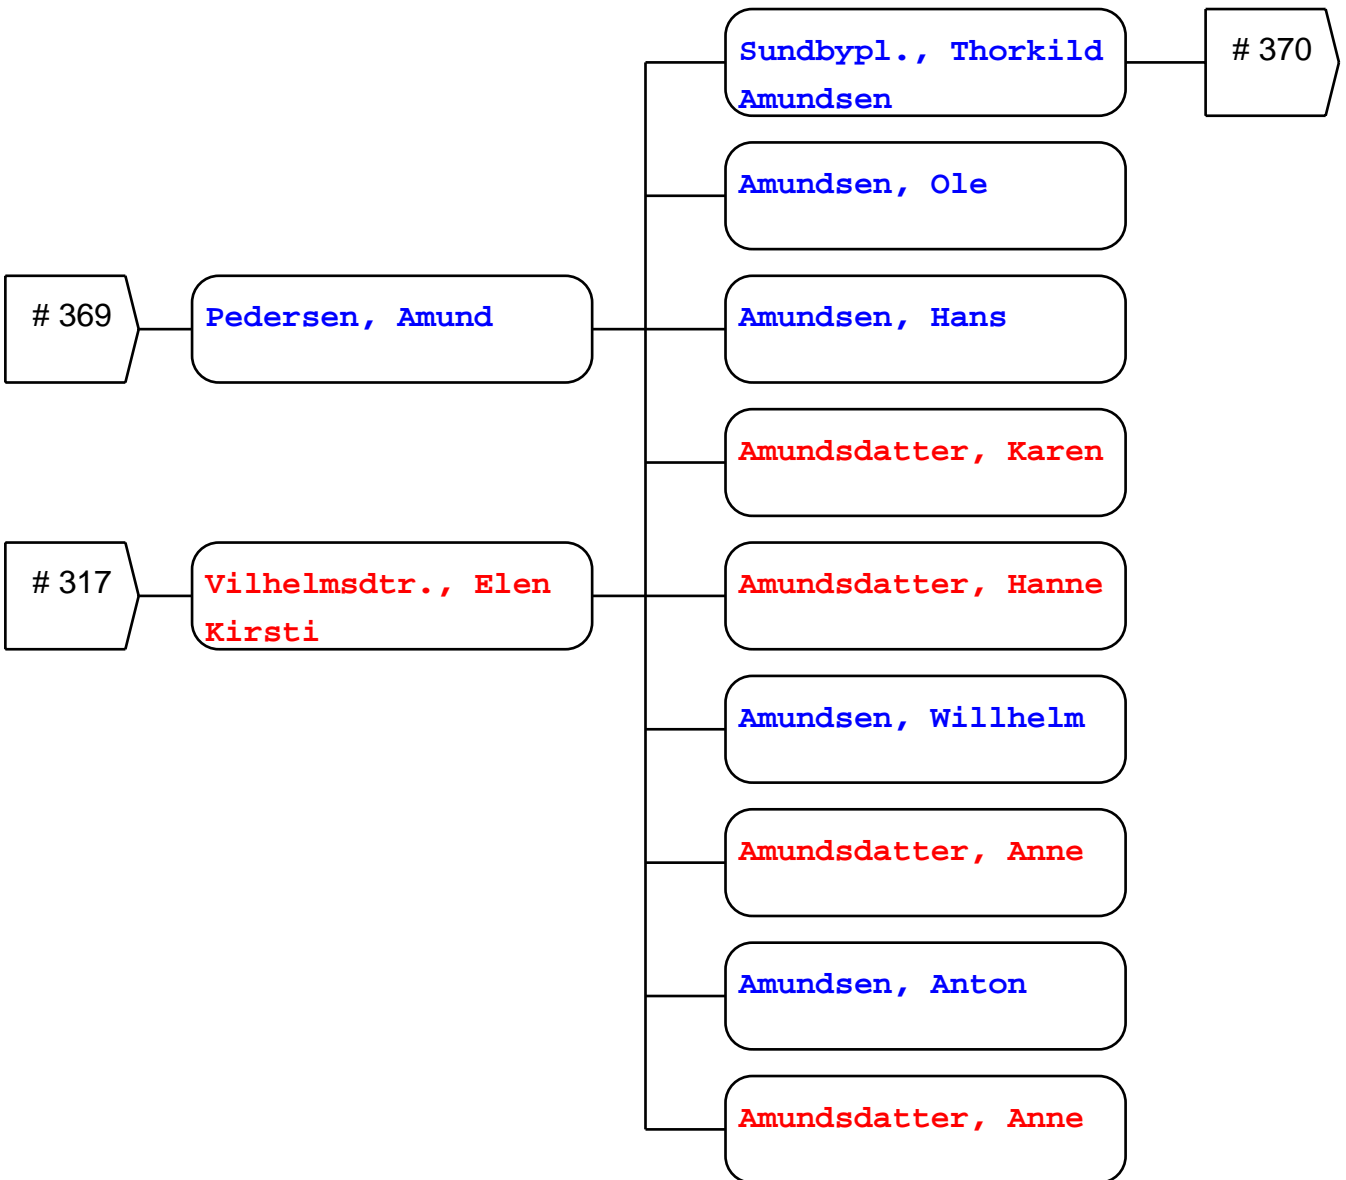 Sundbypl., Thorkild
Amundsen
# 370
Amundsen, Ole
# 369
Pedersen, Amund
Amundsen, Hans
Amundsdatter, Karen
# 317
Vilhelmsdtr., Elen
Kirsti
Amundsdatter, Hanne
Amundsen, Willhelm
Amundsdatter, Anne
Amundsen, Anton
Amundsdatter, Anne